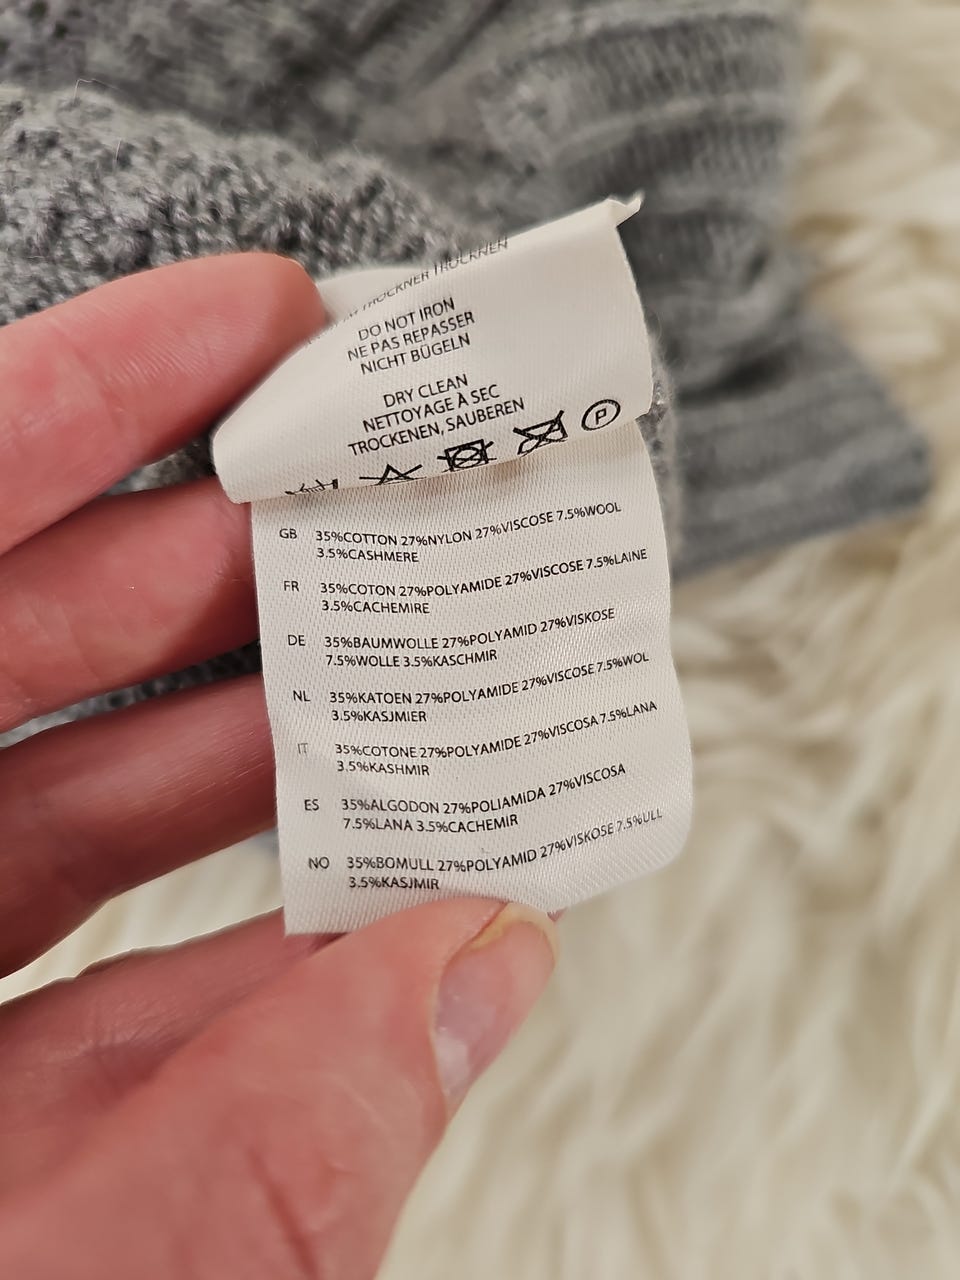 TROCKNER TROCKNEN
DO NOT IRON
NE PAS REPASSER
NICHT BÜGELN
DRY CLEAN
NETTOYAGE À SEC
TROCKENEN, SAUBEREN
P
GB 35%COTTON 27%NYLON 27%VISCOSE 7.5%WOOL
3.5%CASHMERE
FR 35%COTON 27%POLYAMIDE 27%VISCOSE 7.5%LAINE
3.5%CACHEMIRE
DE 35%BAUMWOLLE 27%POLYAMID 27%VISKOSE
7.5%WOLLE 3.5%KASCHMIR
NL 35%KATOEN 27%POLYAMIDE 27%VISCOSE 7.5%WOL
3.5%KASJMIER
IT 35%COTONE 27%POLYAMIDE 27%VISCOSA 7.5%LANA
3.5%KASHMIR
ES 35%ALGODON 27%POLIAMIDA 27%VISCOSA
7.5%LANA 3.5%CACHEMIR
NO 35%BOMULL 27%POLYAMID 27%VISKOSE 7.5%ULL
3.5%KASJMIR